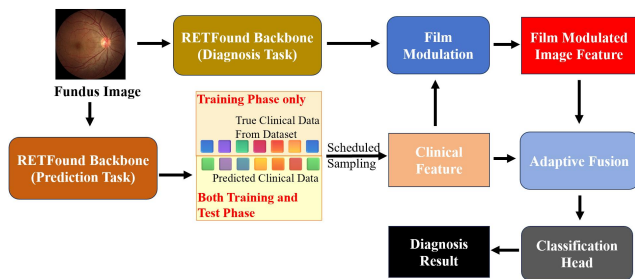 RETFound Backbone
(Diagnosis Task)
Film
Modulation
Film Modulated
Image Feature
Fundus Image
Training Phase only
True Clinical Data
From Dataset
Predicted Clinical Data
Both Training and
Test Phase
RETFound Backbone
(Prediction Task)
Scheduled
Sampling
Clinical
Feature
Adaptive Fusion
Diagnosis
Result
Classification
Head